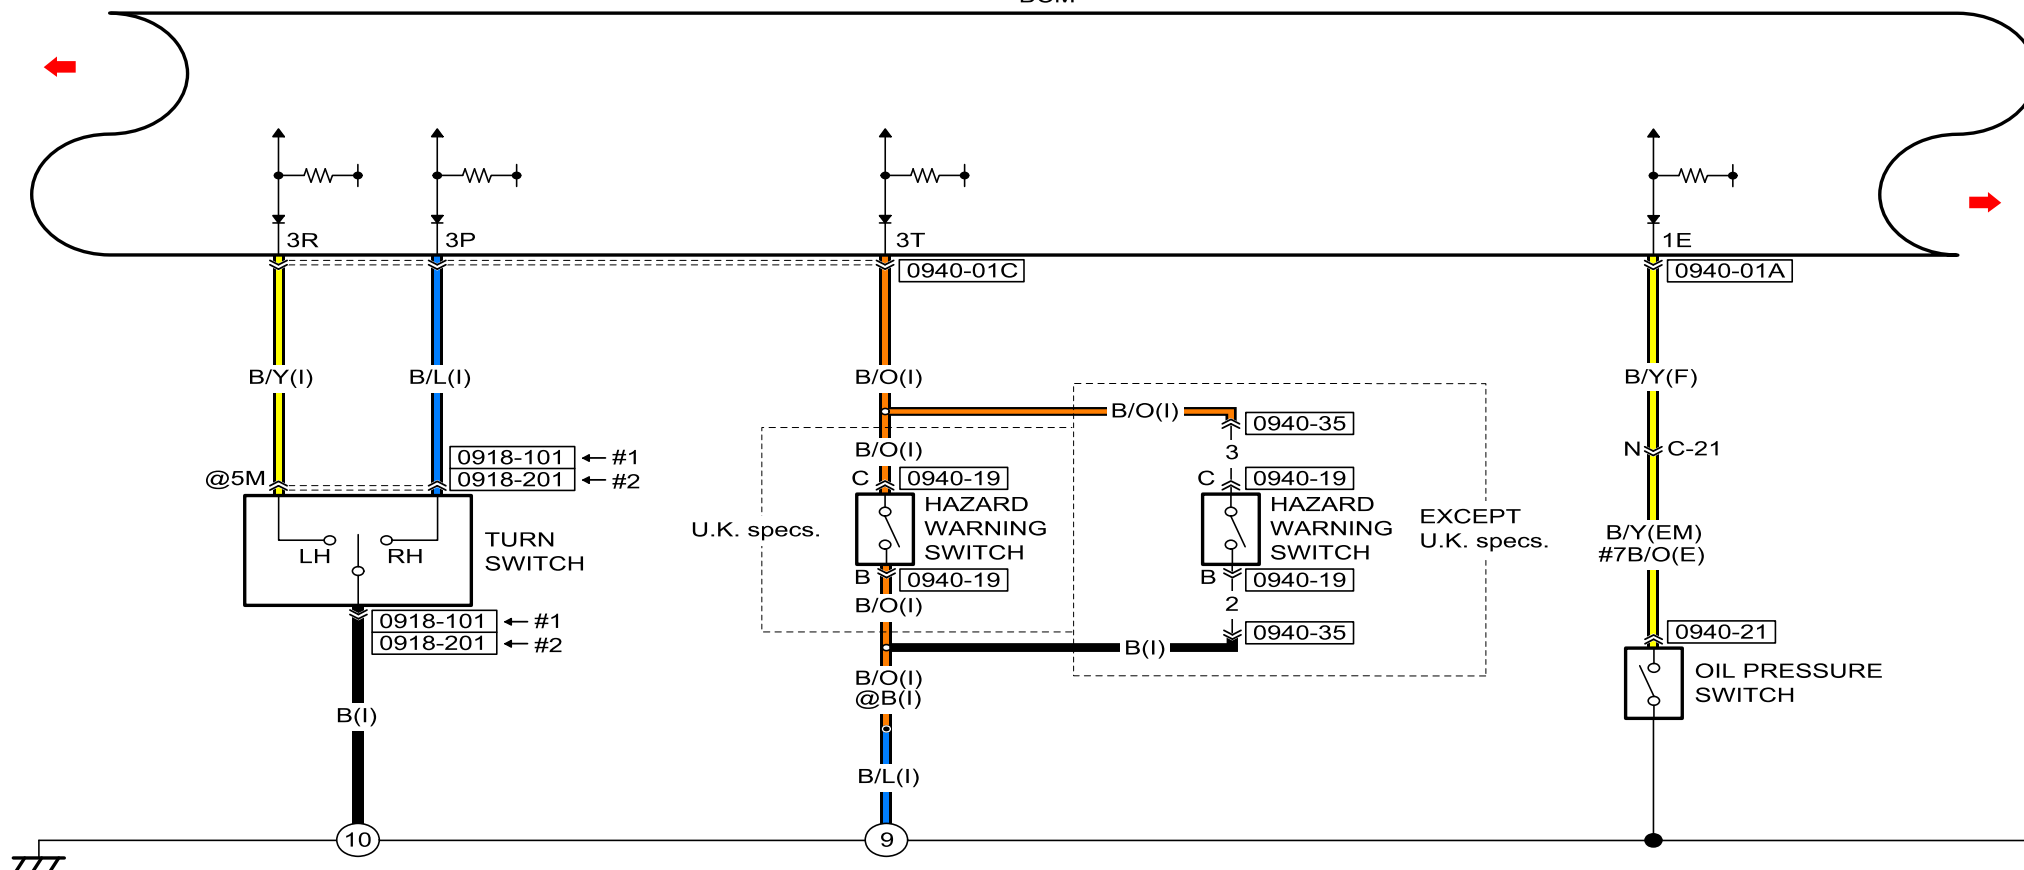 3R
3P
3T
1E
0940-01C
0940-01A
B/Y(I)
B/L(I)
B/O(I)
B/Y(F)
B/O(I)
0940-35
B/O(I)
3
N
C-21
0918-101
#1
0918-201
#2
@5M
C
0940-19
C
0940-19
HAZARD
WARNING
SWITCH
HAZARD
WARNING
SWITCH
U.K. specs.
EXCEPT
U.K. specs.
LH
RH
TURN
SWITCH
B/Y(EM)
#7B/O(E)
B
0940-19
B
0940-19
B/O(I)
2
0918-101
#1
0918-201
#2
0940-35
0940-21
B(I)
B/O(I)
@B(I)
OIL PRESSURE
SWITCH
B(I)
B/L(I)
10
9